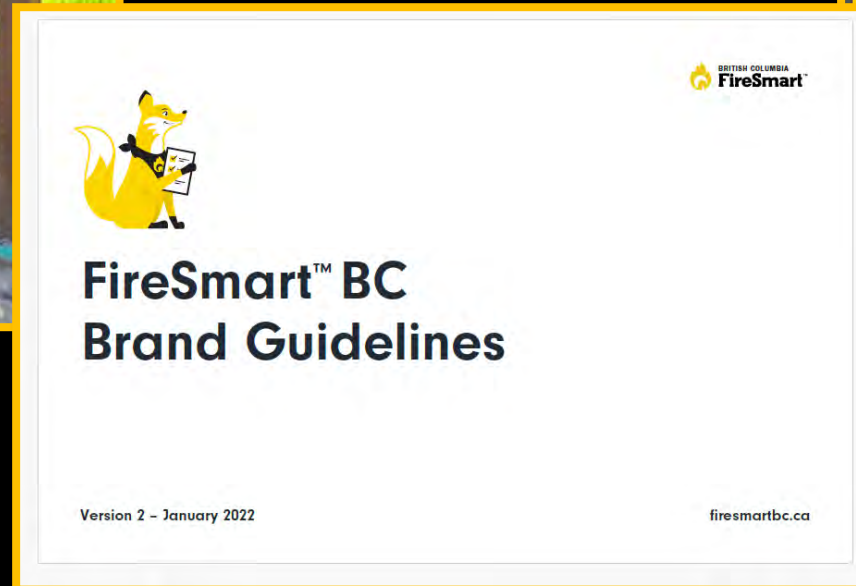 BRITISH COLUMBIA
FireSmart™
FireSmart™ BC
Brand Guidelines
Version 2 – January 2022
firesmartbc.ca